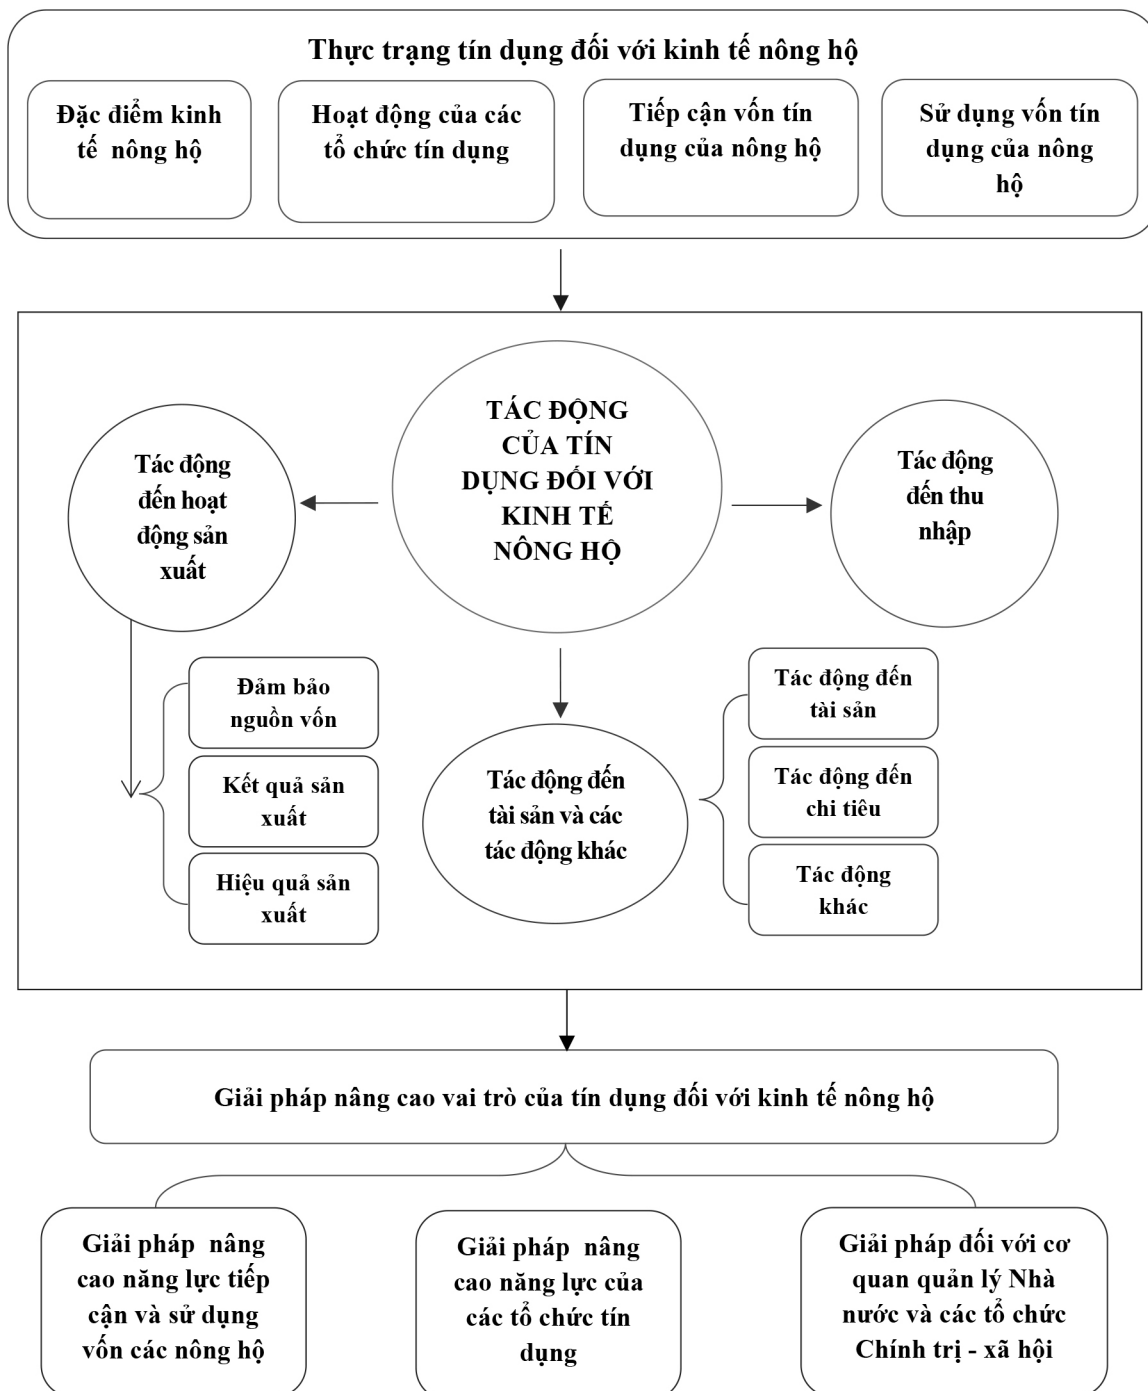 Thực trạng tín dụng đối với kinh tế nông hộ
Đặc điểm kinh
tế nông hộ
Hoạt động của các
tổ chức tín dụng
Tiếp cận vốn tín
dụng của nông hộ
Sử dụng vốn tín
dụng của nông
hộ
TÁC ĐỘNG
CỦA TÍN
DỤNG ĐỐI VỚI
KINH TẾ
NÔNG HỘ
Tác động
đến hoạt
động sản
xuất
Tác động
đến thu
nhập
Đảm bảo
nguồn vốn
Kết quả sản
xuất
Hiệu quả sản
xuất
Tác động đến
tài sản và các
tác động khác
Tác động đến
tài sản
Tác động đến
chi tiêu
Tác động
khác
Giải pháp nâng cao vai trò của tín dụng đối với kinh tế nông hộ
Giải pháp nâng
cao năng lực tiếp
cận và sử dụng
vốn các nông hộ
Giải pháp nâng
cao năng lực của
các tổ chức tín
dụng
Giải pháp đối với cơ
quan quản lý Nhà
nước và các tổ chức
Chính trị - xã hội